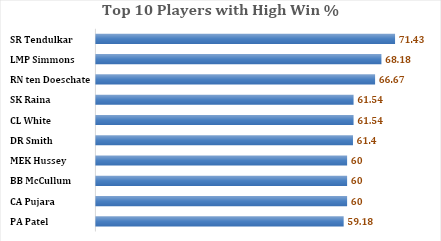 Top 10 Players with High Win %
SR Tendulkar 71.43
LMP Simmons 68.18
RN ten Doeschate 66.67
SK Raina 61.54
CL White 61.54
DR Smith 61.4
MEK Hussey 60
BB McCullum 60
CA Pujara 60
PA Patel 59.18